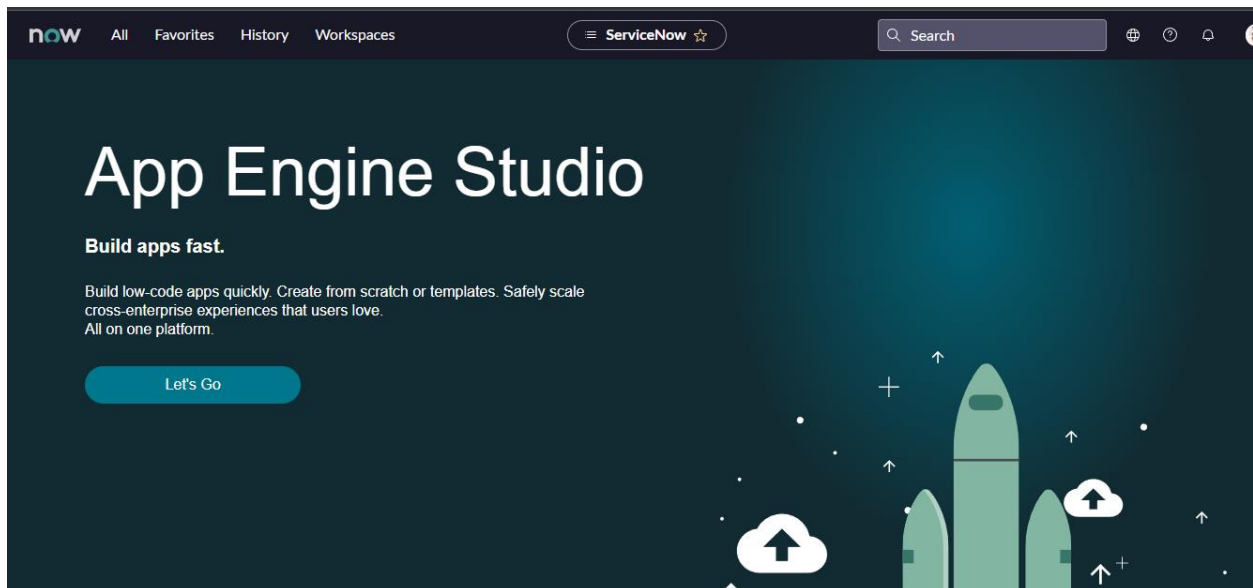 now All Favorites History Workspaces ServiceNow Search
App Engine Studio
Build apps fast.
Build low-code apps quickly. Create from scratch or templates. Safely scale
cross-enterprise experiences that users love.
All on one platform.
Let's Go